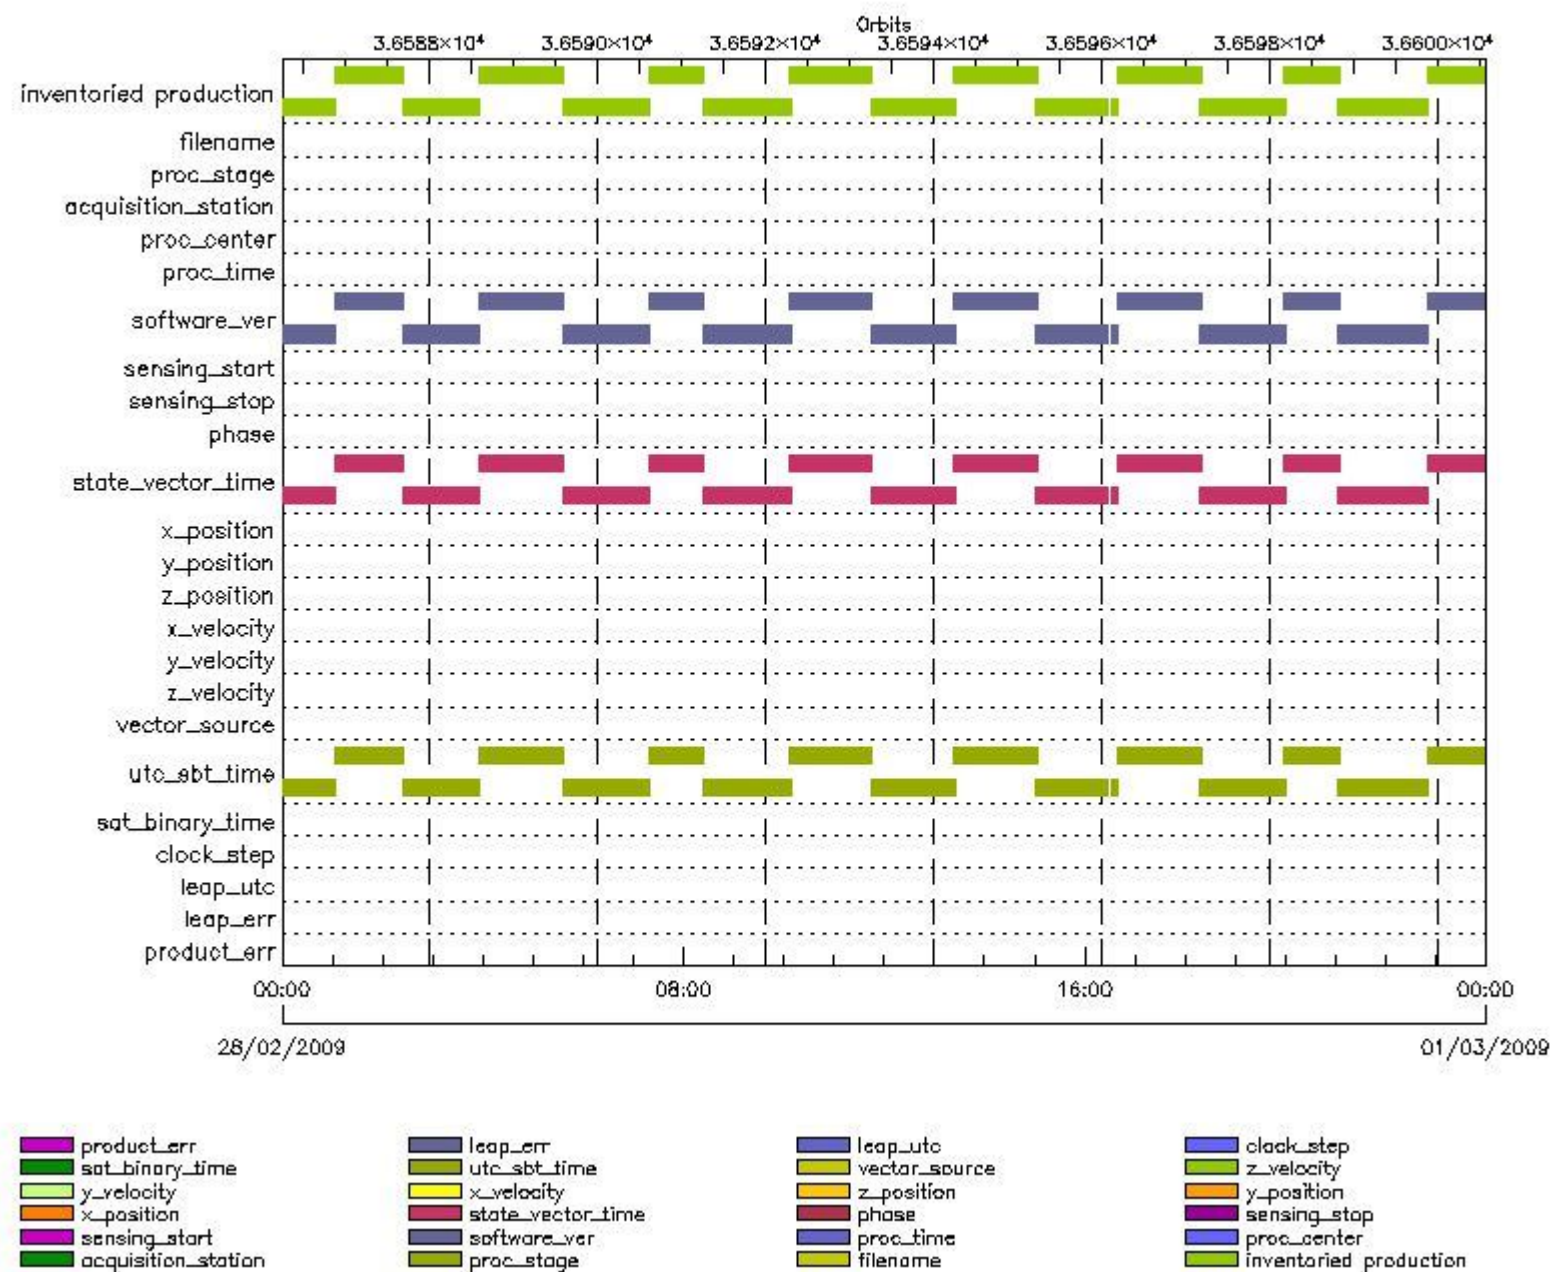 Orbits
3.6588×10⁴ 3.6590×10⁴ 3.6592×10⁴ 3.6594×10⁴ 3.6596×10⁴ 3.6598×10⁴ 3.6600×10⁴
inventoried production
filename
proc_stage
acquisition_station
proc_center
proc_time
software_ver
sensing_start
sensing_stop
phase
state_vector_time
x_position
y_position
z_position
x_velocity
y_velocity
z_velocity
vector_source
utc_sbt_time
sat_binary_time
clock_step
leap_utc
leap_err
product_err
00:00 08:00 16:00 00:00
28/02/2009 01/03/2009
product_err leap_err leap_utc clock_step
sat_binary_time utc_sbt_time vector_source z_velocity
y_velocity x_velocity z_position y_position
x_position state_vector_time phase sensing_stop
sensing_start software_ver proc_time proc_center
acquisition_station proc_stage filename inventoried production